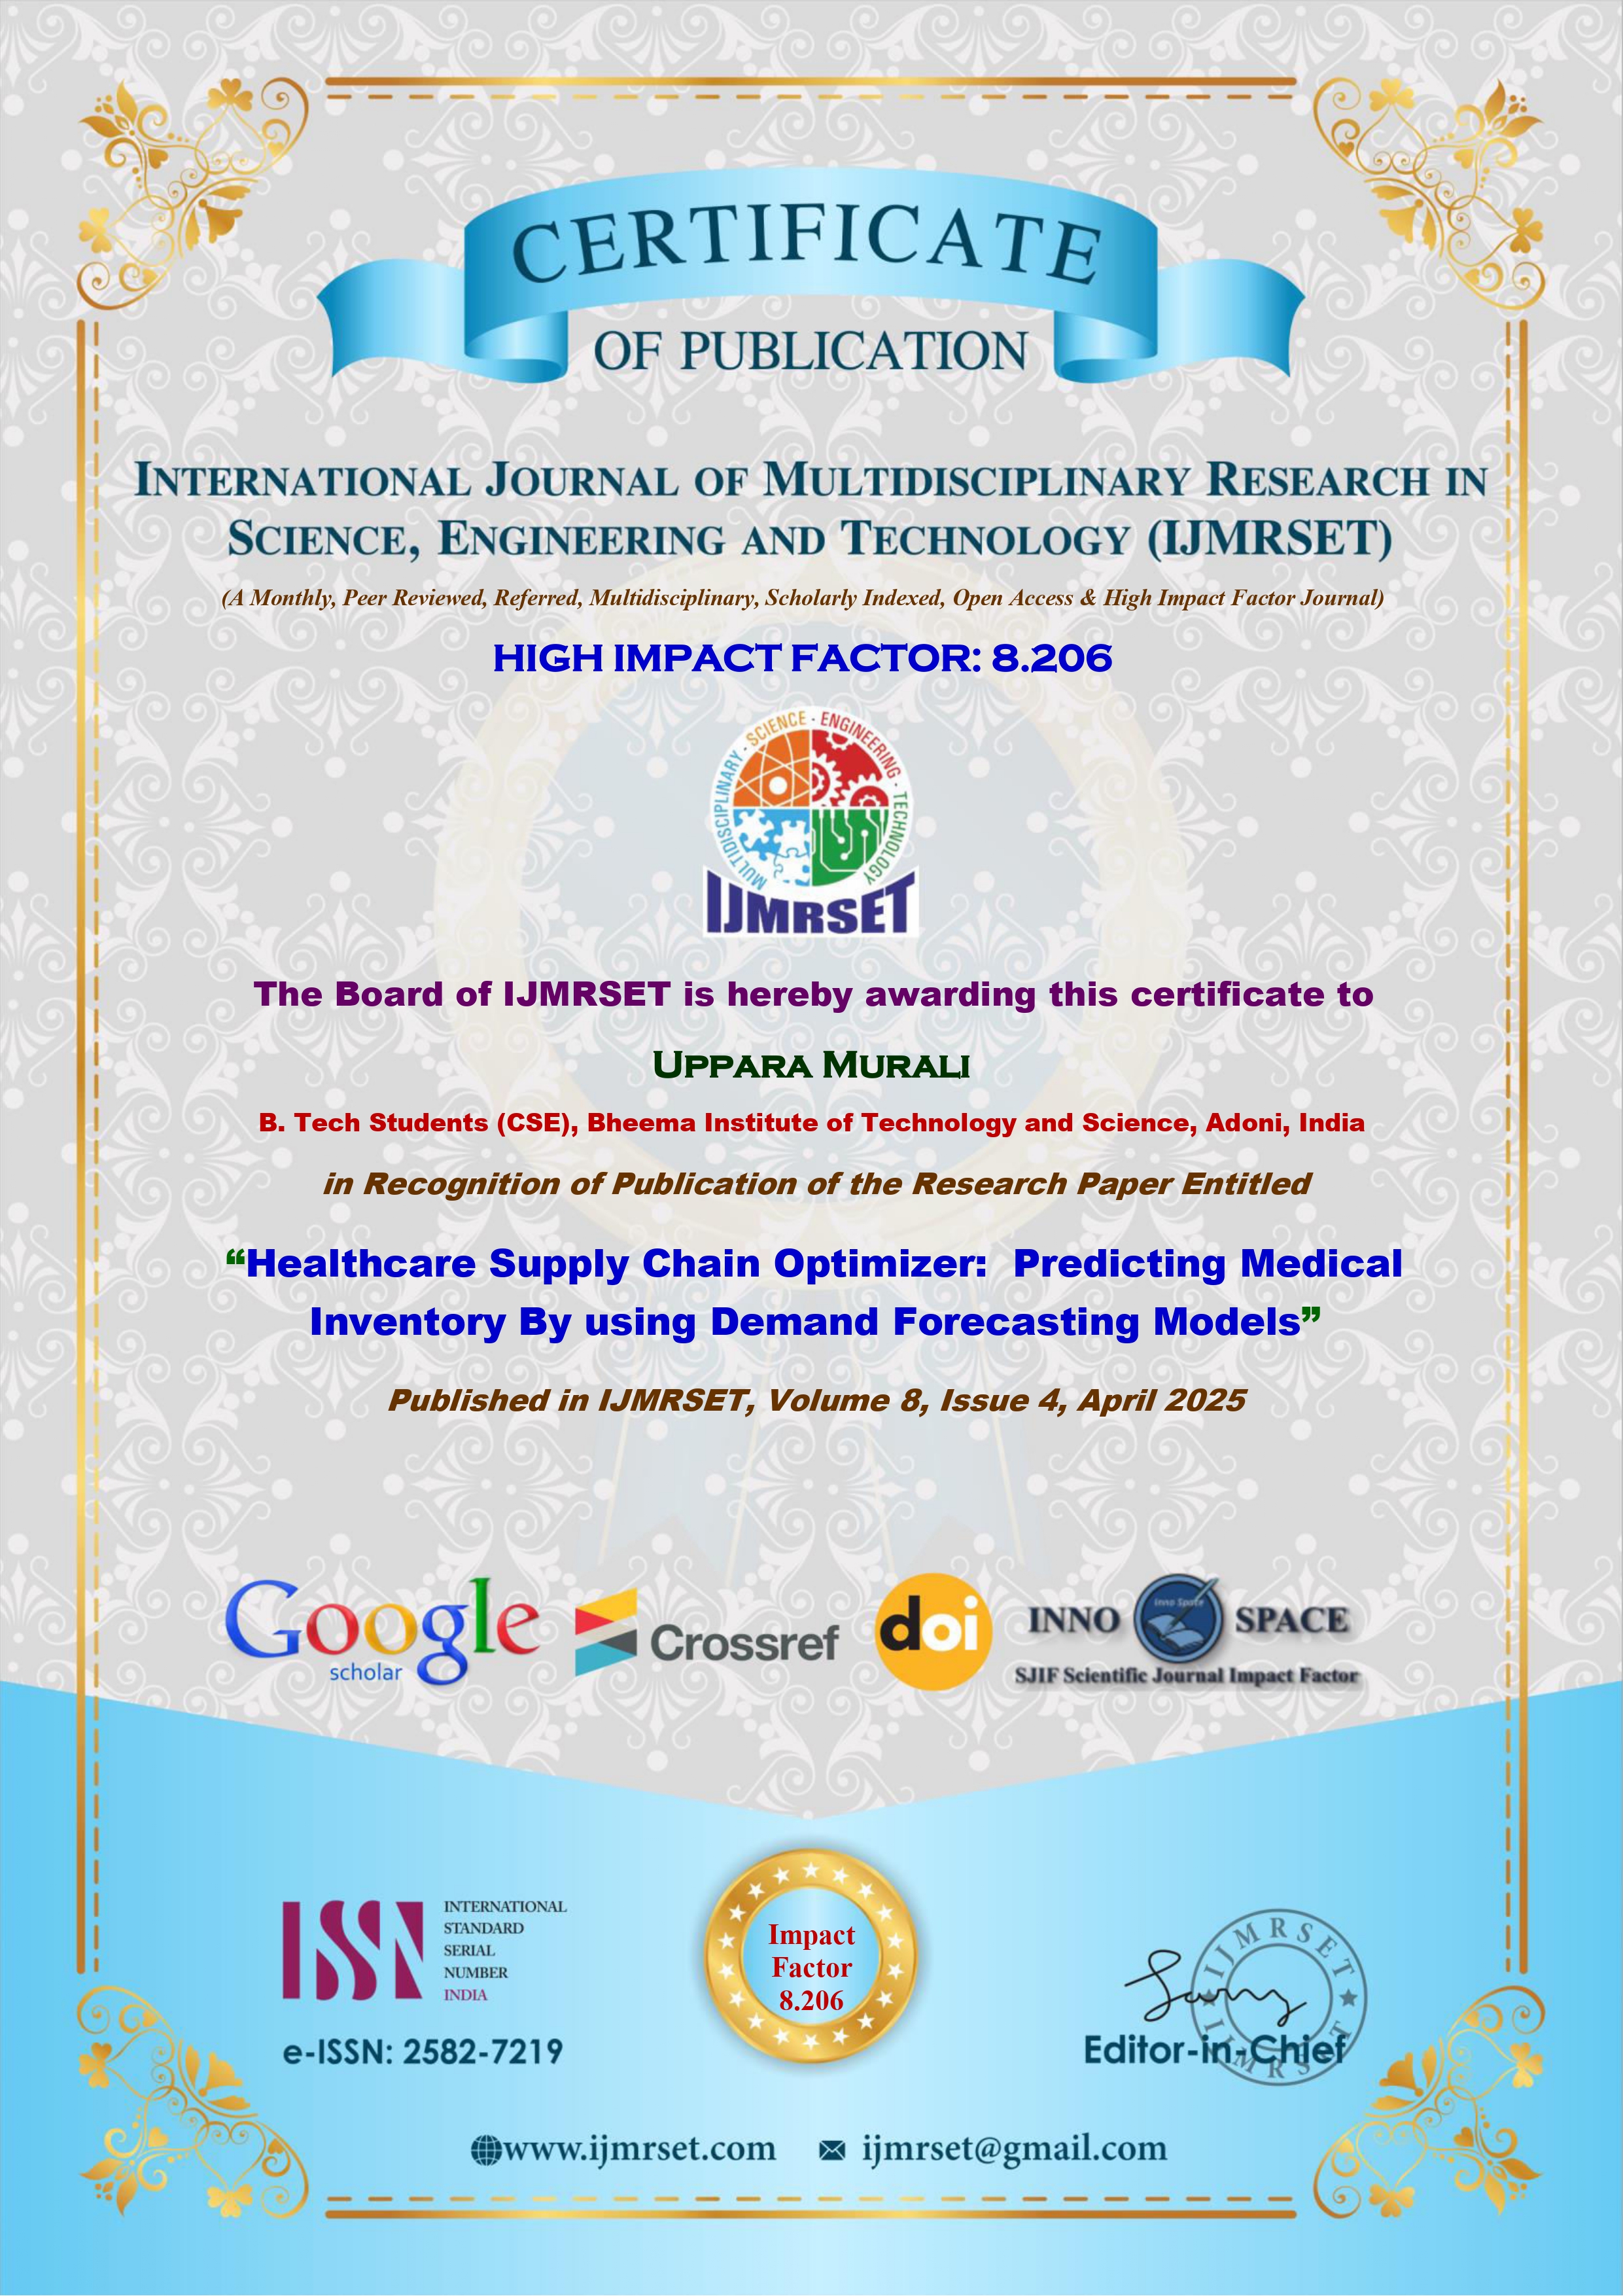 CERTIFICATE
OF PUBLICATION
INTERNATIONAL JOURNAL OF MULTIDISCIPLINARY RESEARCH IN
SCIENCE, ENGINEERING AND TECHNOLOGY (IJMRSET)
(A Monthly, Peer Reviewed, Referred, Multidisciplinary, Scholarly Indexed, Open Access & High Impact Factor Journal)
HIGH IMPACT FACTOR: 8.206
MULTIDISCIPLINARY · SCIENCE · ENGINEERING · TECHNOLOGY
IJMRSET
The Board of IJMRSET is hereby awarding this certificate to
UPPARA MURALI
B. Tech Students (CSE), Bheema Institute of Technology and Science, Adoni, India
in Recognition of Publication of the Research Paper Entitled
“Healthcare Supply Chain Optimizer:  Predicting Medical
Inventory By using Demand Forecasting Models”
Published in IJMRSET, Volume 8, Issue 4, April 2025
Google
scholar
Crossref
doi
INNO Inno Space SPACE
SJIF Scientific Journal Impact Factor
ISSN
INTERNATIONAL
STANDARD
SERIAL
NUMBER
INDIA
e-ISSN: 2582-7219
Impact
Factor
8.206
IJMRSET ★ IJMRSET ★
Editor-in-Chief
www.ijmrset.com ijmrset@gmail.com